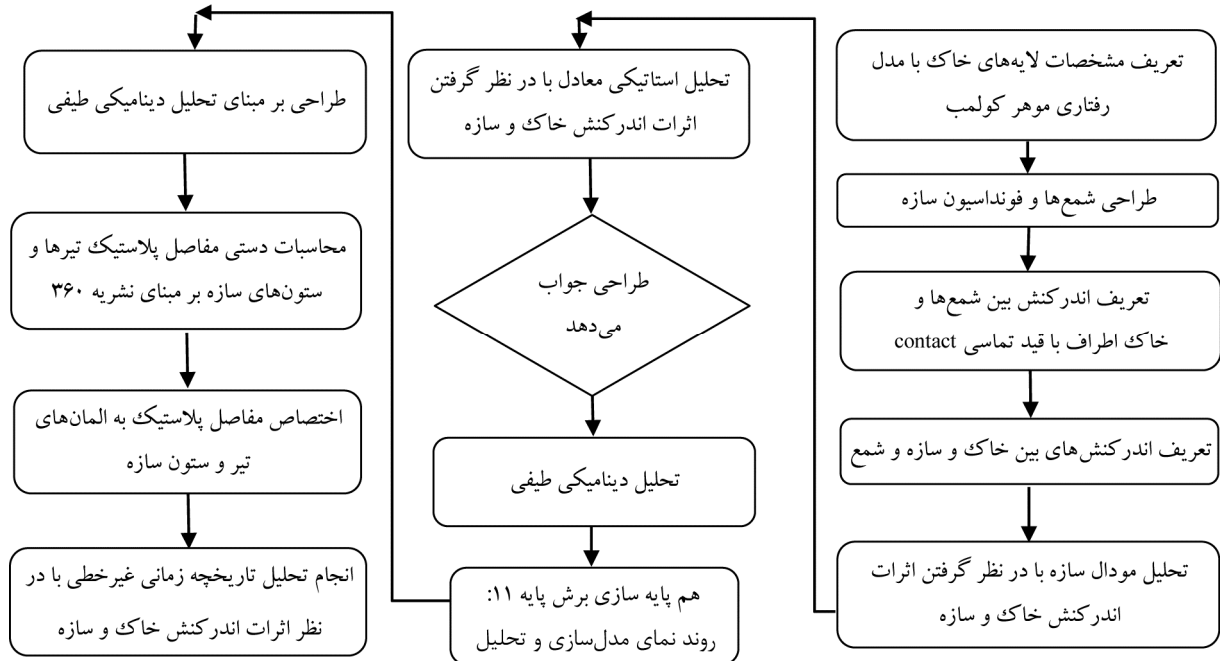 تعریف مشخصات لایه‌های خاک با مدل
رفتاری موهر کولمب
طراحی شمع‌ها و فونداسیون سازه
تعریف اندرکنش بین شمع‌ها و
خاک اطراف با قید تماسی contact
تعریف اندرکنش‌های بین خاک و سازه و شمع
تحلیل مودال سازه با در نظر گرفتن اثرات
اندرکنش خاک و سازه
تحلیل استاتیکی معادل با در نظر گرفتن
اثرات اندرکنش خاک و سازه
طراحی جواب
می‌دهد
تحلیل دینامیکی طیفی
هم پایه سازی برش پایه ۱۱:
روند نمای مدل‌سازی و تحلیل
طراحی بر مبنای تحلیل دینامیکی طیفی
محاسبات دستی مفاصل پلاستیک تیرها و
ستون‌های سازه بر مبنای نشریه ۳۶۰
اختصاص مفاصل پلاستیک به المان‌های
تیر و ستون سازه
انجام تحلیل تاریخچه زمانی غیرخطی با در
نظر اثرات اندرکنش خاک و سازه